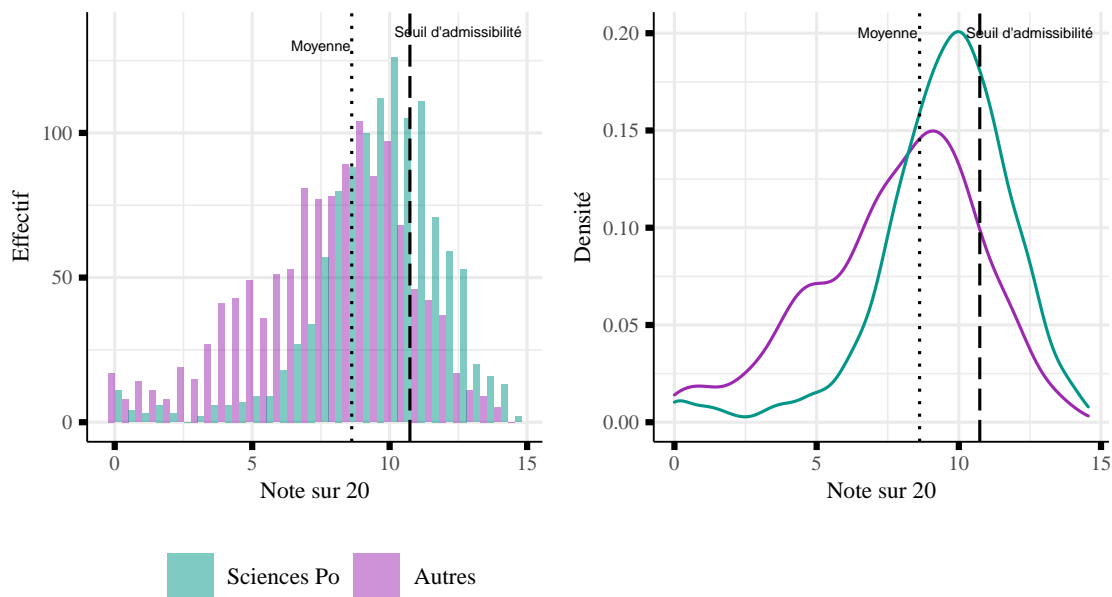 Moyenne
Seuil d'admissibilité
100
50
0
Effectif
0
5
10
15
Note sur 20
Moyenne
Seuil d'admissibilité
0.20
0.15
0.10
0.05
0.00
Densité
0
5
10
15
Note sur 20
Sciences Po
Autres